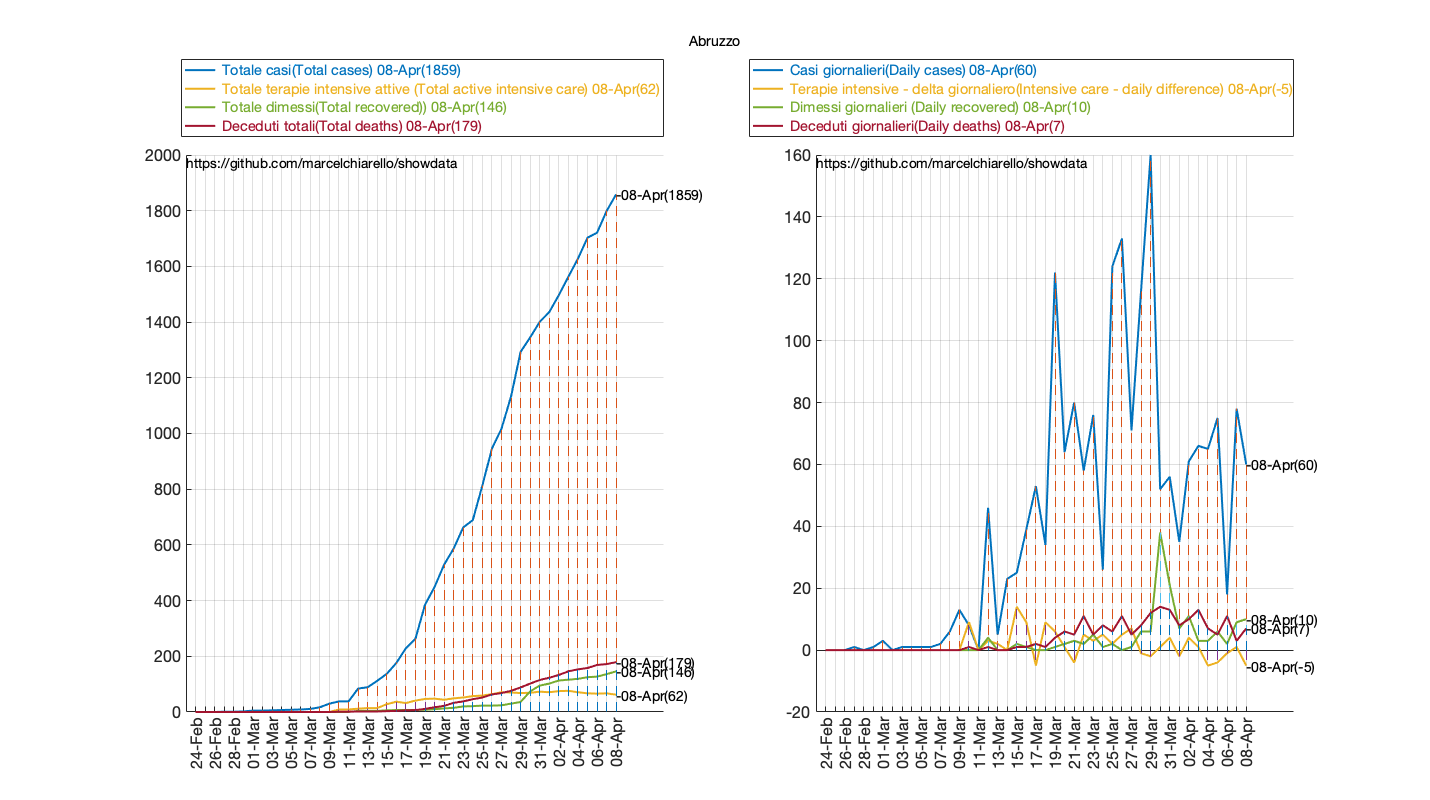 Abruzzo
Totale casi(Total cases) 08-Apr(1859)
Totale terapie intensive attive (Total active intensive care) 08-Apr(62)
Totale dimessi(Total recovered)) 08-Apr(146)
Deceduti totali(Total deaths) 08-Apr(179)
2000
1800
1600
1400
1200
1000
800
600
400
200
0
https://github.com/marcelchiarello/showdata
08-Apr(1859)
08-Apr(179)
08-Apr(146)
08-Apr(62)
24-Feb
26-Feb
28-Feb
01-Mar
03-Mar
05-Mar
07-Mar
09-Mar
11-Mar
13-Mar
15-Mar
17-Mar
19-Mar
21-Mar
23-Mar
25-Mar
27-Mar
29-Mar
31-Mar
02-Apr
04-Apr
06-Apr
08-Apr
Casi giornalieri(Daily cases) 08-Apr(60)
Terapie intensive - delta giornaliero(Intensive care - daily difference) 08-Apr(-5)
Dimessi giornalieri (Daily recovered) 08-Apr(10)
Deceduti giornalieri(Daily deaths) 08-Apr(7)
160
140
120
100
80
60
40
20
0
-20
https://github.com/marcelchiarello/showdata
08-Apr(60)
08-Apr(10)
08-Apr(7)
08-Apr(-5)
24-Feb
26-Feb
28-Feb
01-Mar
03-Mar
05-Mar
07-Mar
09-Mar
11-Mar
13-Mar
15-Mar
17-Mar
19-Mar
21-Mar
23-Mar
25-Mar
27-Mar
29-Mar
31-Mar
02-Apr
04-Apr
06-Apr
08-Apr